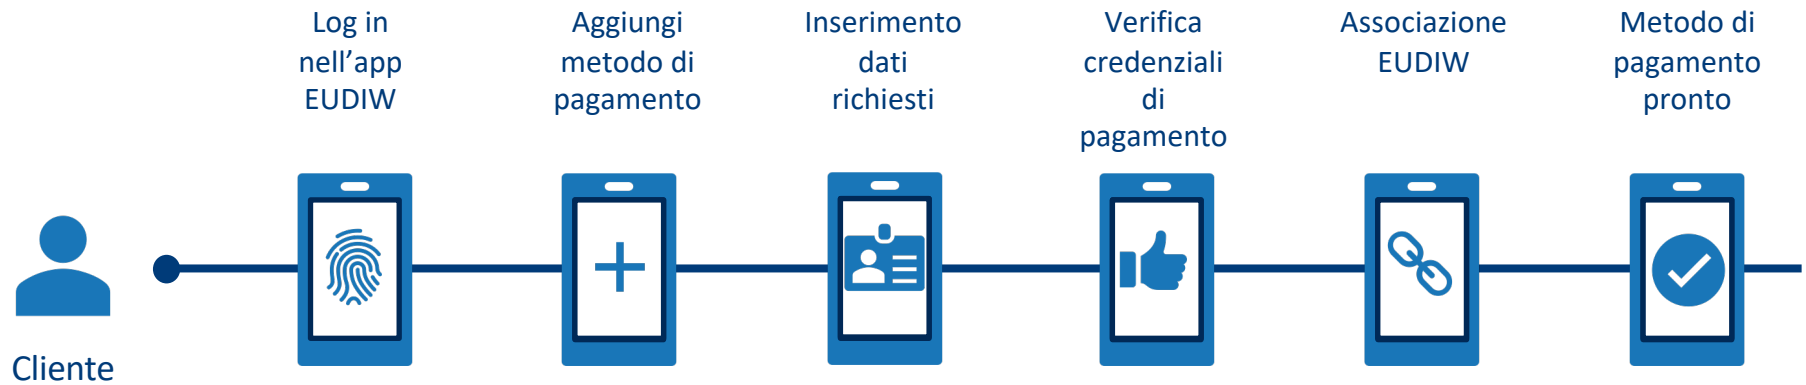 Log in
nell’app
EUDIW
Aggiungi
metodo di
pagamento
Inserimento
dati
richiesti
Verifica
credenziali
di
pagamento
Associazione
EUDIW
Metodo di
pagamento
pronto
Cliente